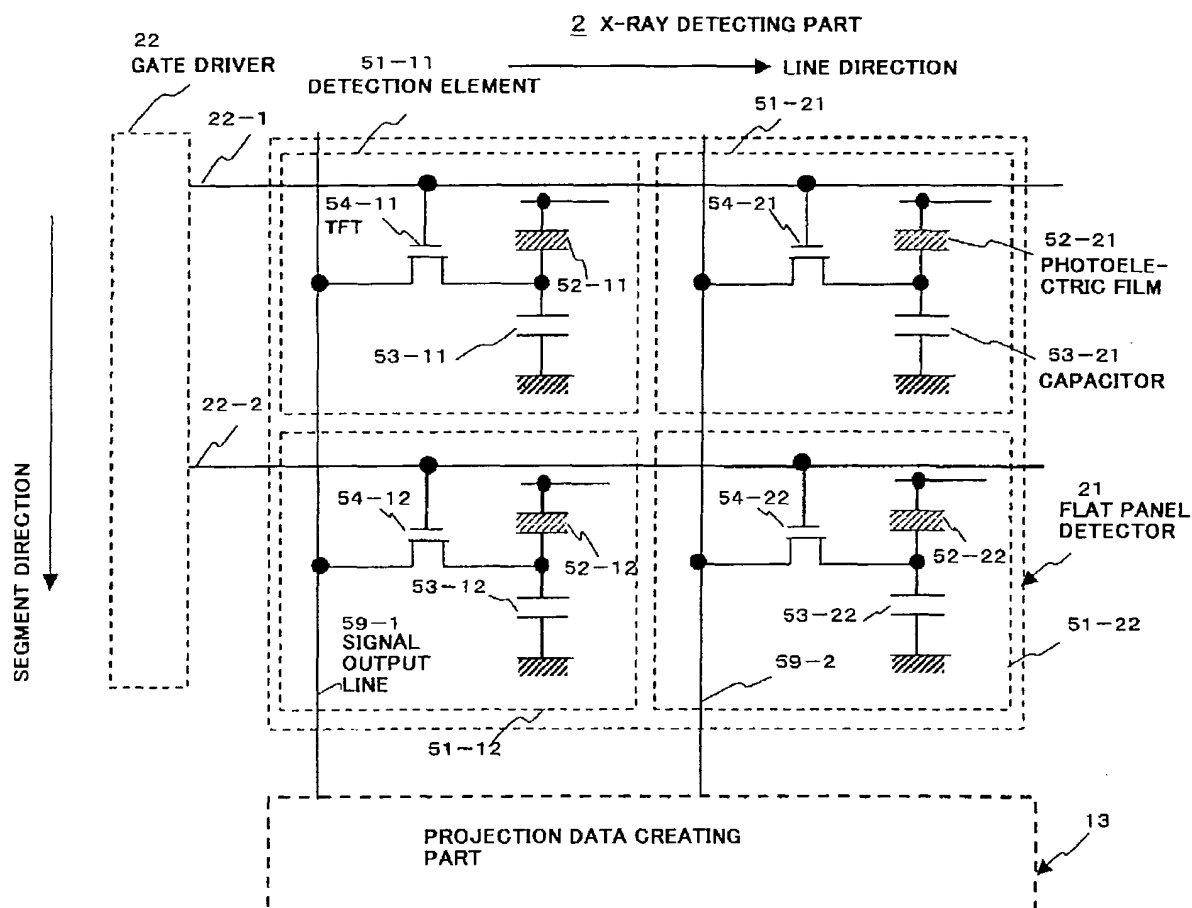 2 X-RAY DETECTING PART
22
GATE DRIVER
51-11
DETECTION ELEMENT
LINE DIRECTION
22-1
51-21
54-11
TFT
52-11
53-11
54-21
52-21
PHOTOELE-
CTRIC FILM
53-21
CAPACITOR
22-2
SEGMENT DIRECTION
54-12
52-12
53-12
54-22
52-22
53-22
21
FLAT PANEL
DETECTOR
59-1
SIGNAL
OUTPUT
LINE
59-2
51-22
51-12
PROJECTION DATA CREATING
PART
13